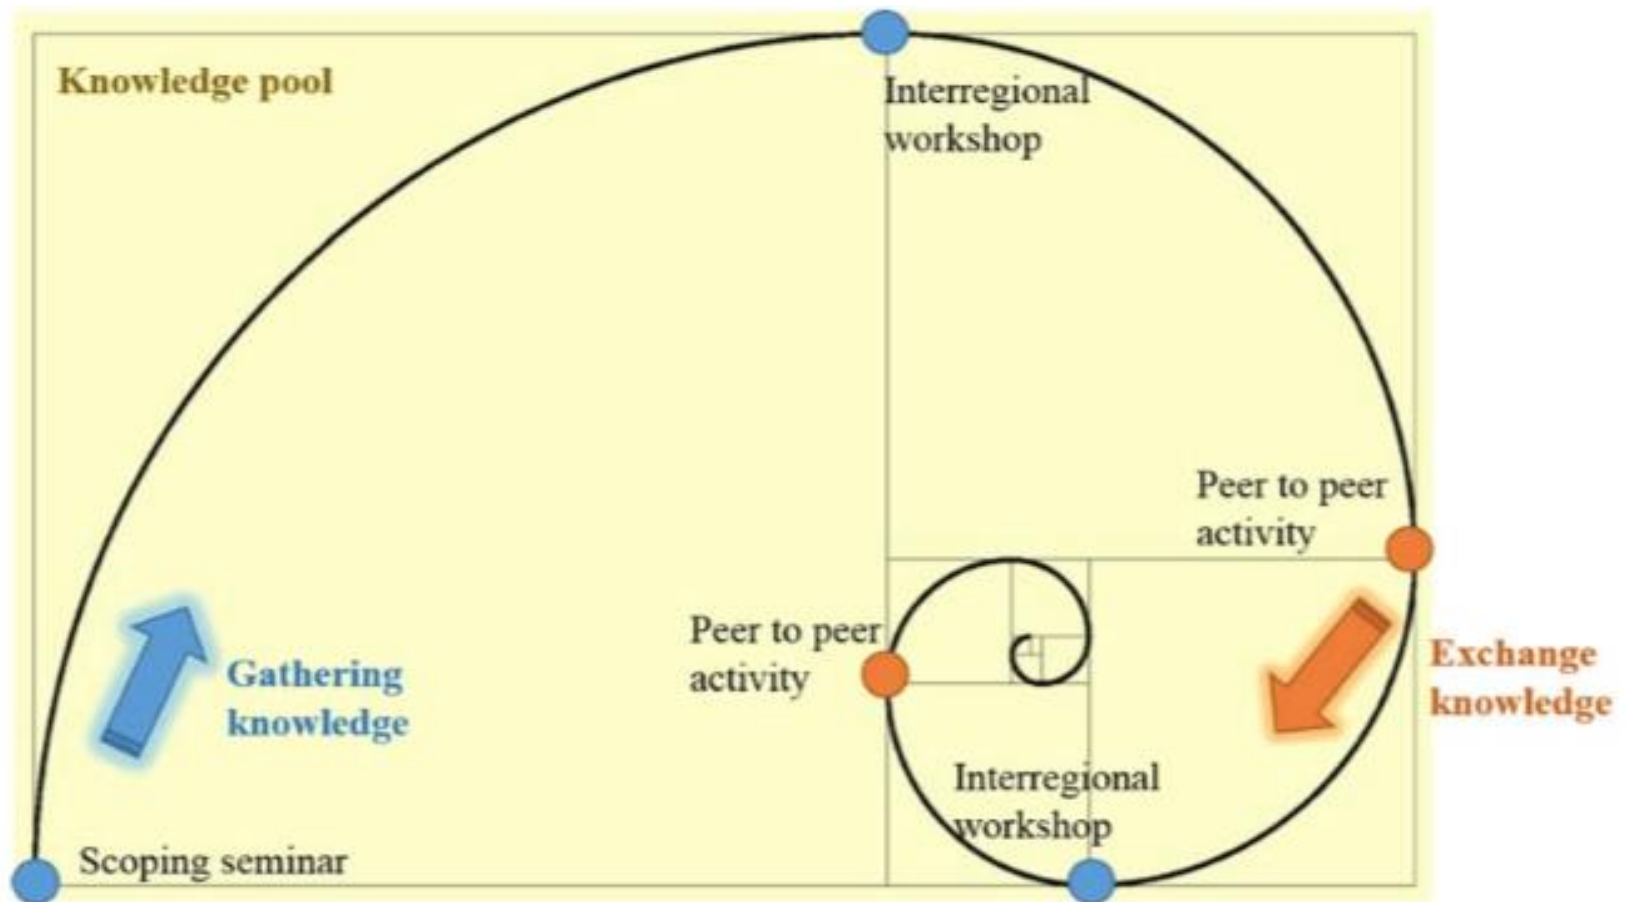 Knowledge pool
Interregional
workshop
Peer to peer
activity
Peer to peer
activity
Exchange
knowledge
Gathering
knowledge
Interregional
workshop
Scoping seminar